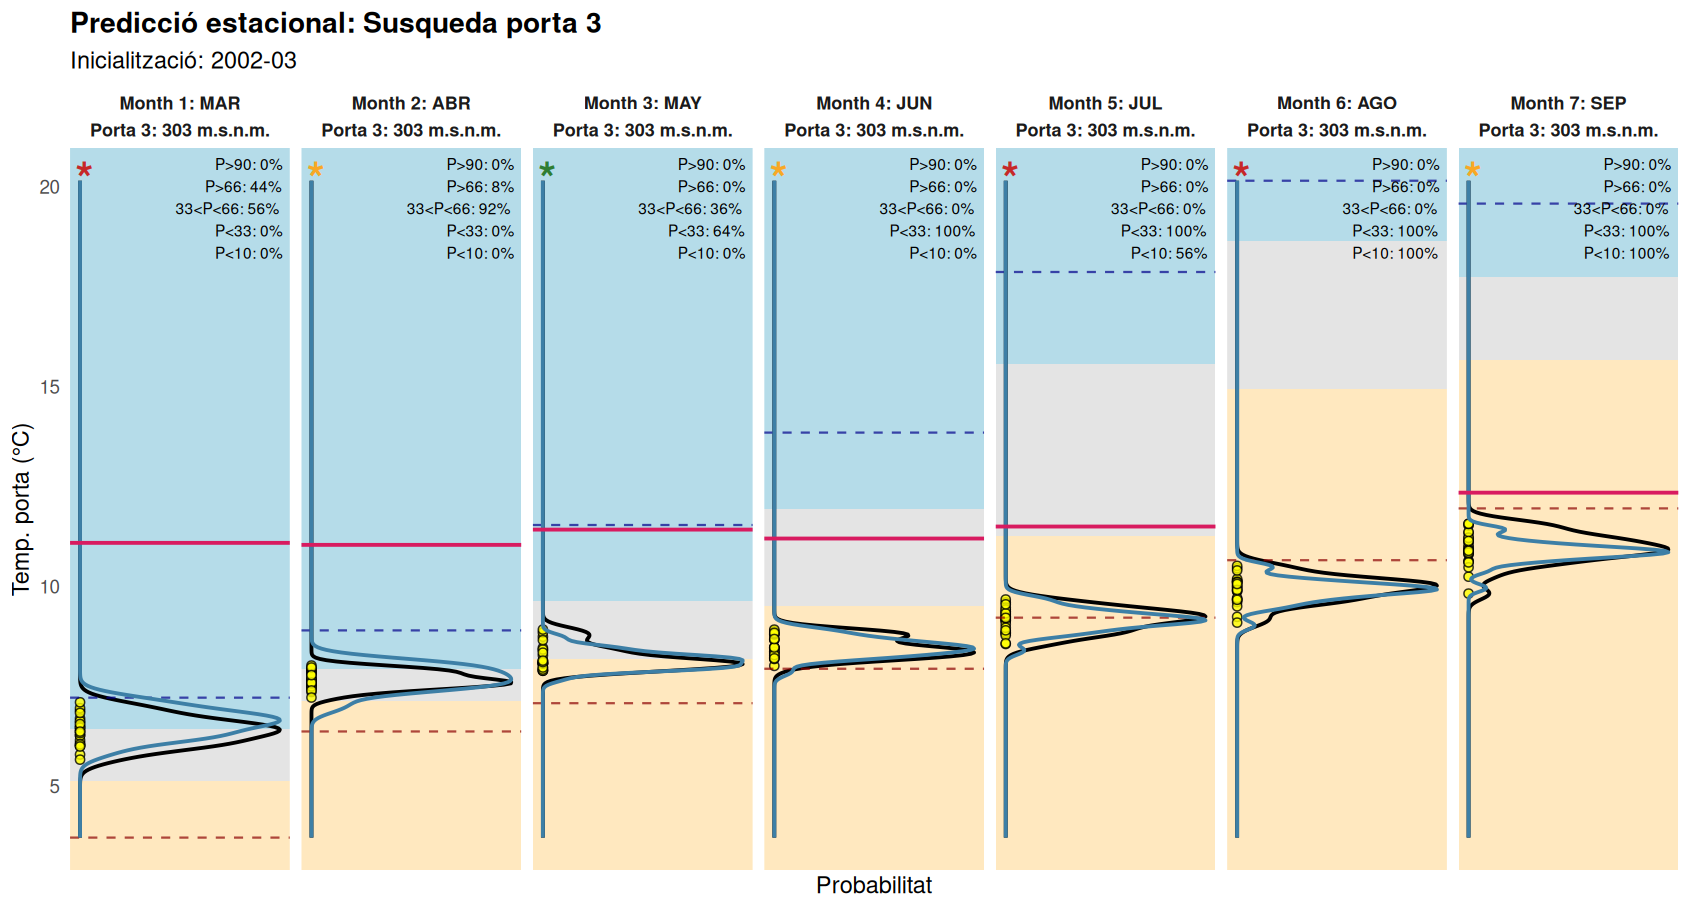 Predicció estacional: Susqueda porta 3
Inicialització: 2002-03
Month 1: MAR
Porta 3: 303 m.s.n.m.
Month 2: ABR
Porta 3: 303 m.s.n.m.
Month 3: MAY
Porta 3: 303 m.s.n.m.
Month 4: JUN
Porta 3: 303 m.s.n.m.
Month 5: JUL
Porta 3: 303 m.s.n.m.
Month 6: AGO
Porta 3: 303 m.s.n.m.
Month 7: SEP
Porta 3: 303 m.s.n.m.
*
P>90: 0%
P>66: 44%
33<P<66: 56%
P<33: 0%
P<10: 0%
*
P>90: 0%
P>66: 8%
33<P<66: 92%
P<33: 0%
P<10: 0%
*
P>90: 0%
P>66: 0%
33<P<66: 36%
P<33: 64%
P<10: 0%
*
P>90: 0%
P>66: 0%
33<P<66: 0%
P<33: 100%
P<10: 0%
*
P>90: 0%
P>66: 0%
33<P<66: 0%
P<33: 100%
P<10: 56%
*
P>90: 0%
P>66: 0%
33<P<66: 0%
P<33: 100%
P<10: 100%
*
P>90: 0%
P>66: 0%
33<P<66: 0%
P<33: 100%
P<10: 100%
20
15
10
5
Temp. porta (°C)
Probabilitat